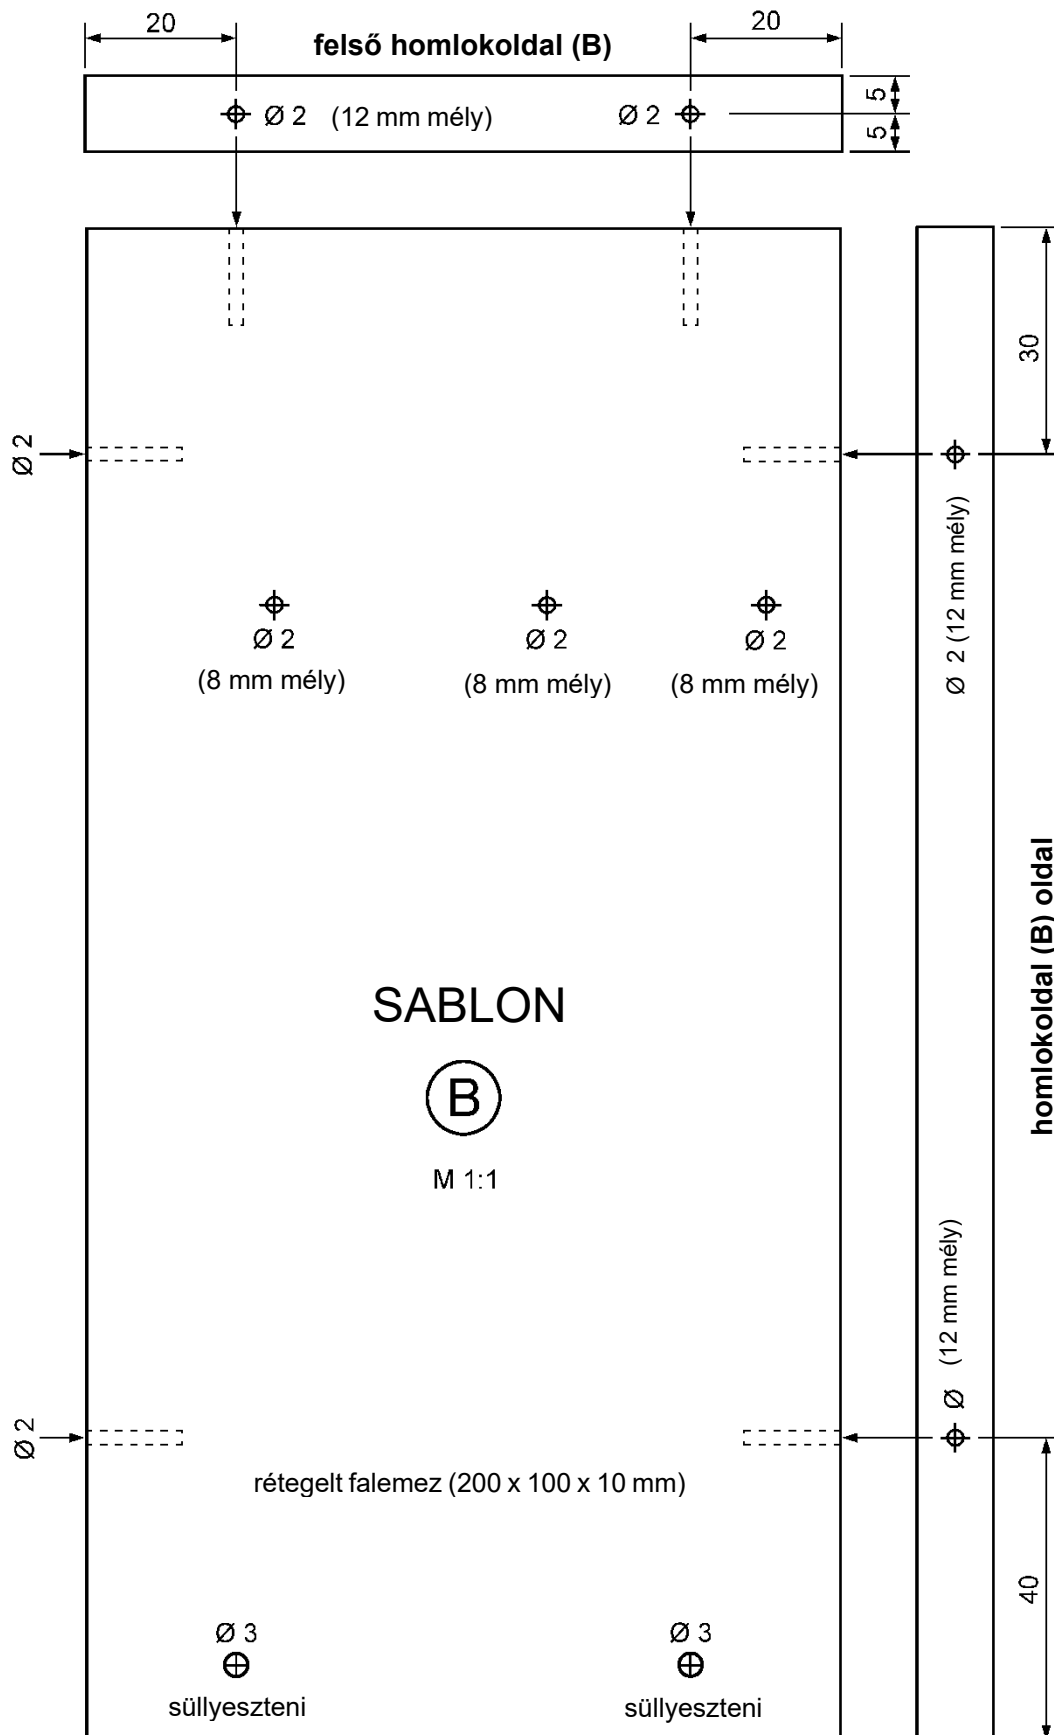 20
20
felső homlokoldal (B)
Ø 2 (12 mm mély)
Ø 2
5
5
30
Ø 2
Ø 2 (12 mm mély)
Ø 2
Ø 2
Ø 2
(8 mm mély)
(8 mm mély)
(8 mm mély)
homlokoldal (B) oldal
SABLON
B
M 1:1
Ø (12 mm mély)
Ø 2
rétegelt falemez (200 x 100 x 10 mm)
40
Ø 3
Ø 3
süllyeszteni
süllyeszteni